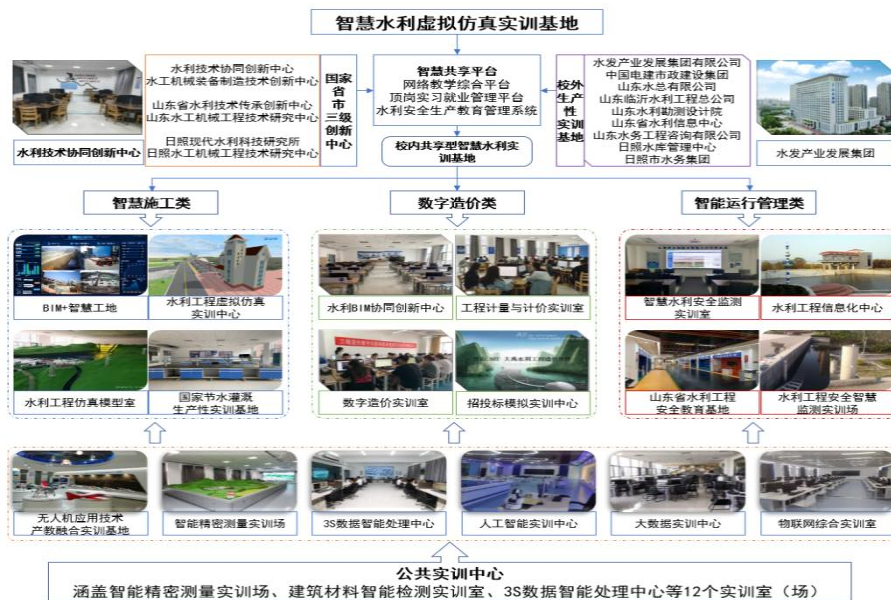 智慧水利虚拟仿真实训基地
水利技术协同创新中心
水利技术协同创新中心
水工机械装备制造技术创新中心
山东省水利技术传承创新中心
山东水工机械工程技术研究中心
日照现代水利科技研究所
日照水工机械工程技术研究中心
国家
省
市
三级
创新
中心
智慧共享平台
网络教学综合平台
顶岗实习就业管理平台
水利安全生产教育管理系统
校内共享型智慧水利实
训基地
校外
生产
性
实训
基地
水发产业发展集团有限公司
中国电建市政建设集团
山东水总有限公司
山东临沂水利工程总公司
山东水利勘测设计院
山东省水利信息中心
山东水务工程咨询有限公司
日照水库管理中心
日照市水务集团
水发产业发展集团
智慧施工类
数字造价类
智能运行管理类
BIM+智慧工地
水利工程虚拟仿真
实训中心
水利BIM协同创新中心
工程计量与计价实训室
智慧水利安全监测
实训室
水利工程信息化中心
水利工程仿真模型室
国家节水灌溉
生产性实训基地
数字造价实训室
招投标模拟实训中心
山东省水利工程
安全教育基地
水利工程安全智慧
监测实训场
无人机应用技术
产教融合实训基地
智能精密测量实训场
3S数据智能处理中心
人工智能实训中心
大数据实训中心
物联网综合实训室
公共实训中心
涵盖智能精密测量实训场、建筑材料智能检测实训室、3S数据智能处理中心等12个实训室（场）